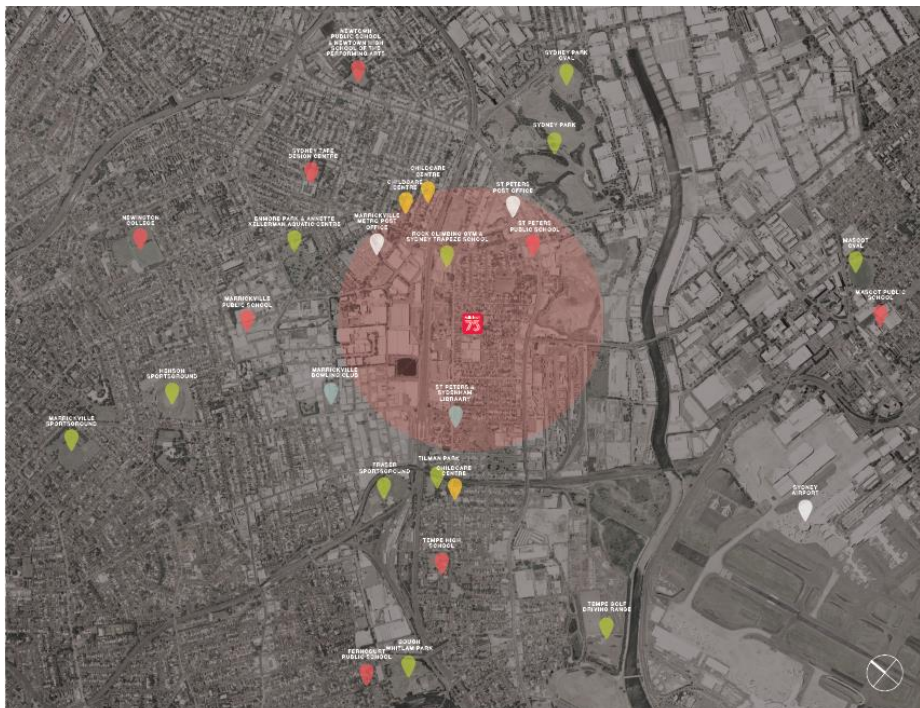 NEWTOWN
PUBLIC SCHOOL
& NEWTOWN HIGH
SCHOOL OF THE
PERFORMING ARTS
SYDNEY PARK
OVAL
SYDNEY PARK
SYDNEY TAFE
DESIGN CENTRE
CHILDCARE
CENTRE
CHILDCARE
CENTRE
ST PETERS
POST OFFICE
NEWINGTON
COLLEGE
ENMORE PARK & ANNETTE
KELLERMAN AQUATIC CENTRE
MARRICKVILLE
METRO POST
OFFICE
ROCK CLIMBING GYM &
SYDNEY TRAPEZE SCHOOL
ST PETERS
PUBLIC SCHOOL
MASCOT
OVAL
MASCOT PUBLIC
SCHOOL
MARRICKVILLE
PUBLIC SCHOOL
75
HENSON
SPORTSGROUND
MARRICKVILLE
BOWLING CLUB
ST PETERS &
SYDENHAM
LIBRAARY
MARRICKVILLE
SPORTSGROUND
TILMAN PARK
FRASER
SPORTSGROUND
CHILDCARE
CENTRE
SYDNEY
AIRPORT
TEMPE HIGH
SCHOOL
TEMPE GOLF
DRIVING RANGE
GOUGH
WHITLAM PARK
FERNCOURT
PUBLIC SCHOOL